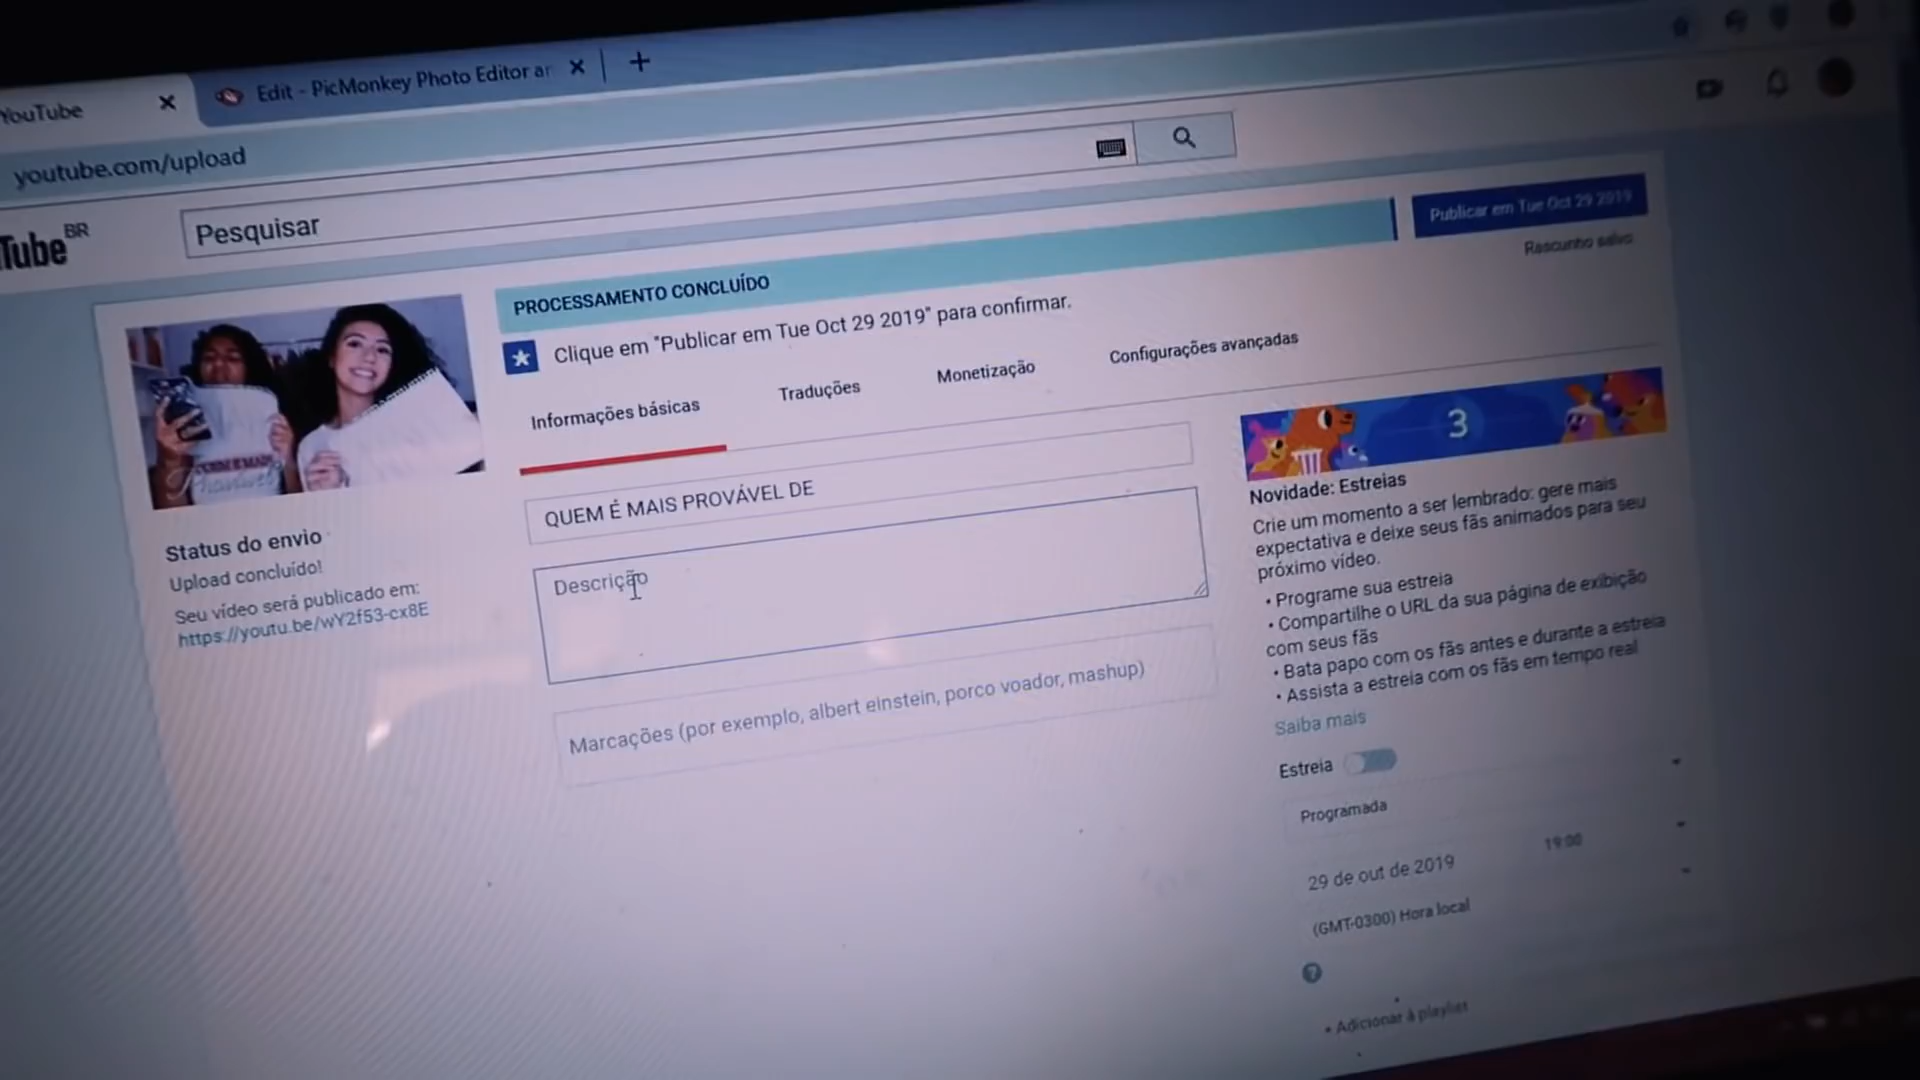 YouTube
Edit - PicMonkey Photo Editor ar
youtube.com/upload
Tube BR
Pesquisar
Publicar em Tue Oct 29 2019
Rascunho salvo
PROCESSAMENTO CONCLUÍDO
Clique em "Publicar em Tue Oct 29 2019" para confirmar.
Informações básicas
Traduções
Monetização
Configurações avançadas
QUEM É MAIS PROVÁVEL DE
Descrição
Marcações (por exemplo, albert einstein, porco voador, mashup)
Status do envio
Upload concluído!
Seu vídeo será publicado em:
https://youtu.be/wY2f53-cx8E
3
Novidade: Estreias
Crie um momento a ser lembrado: gere mais
expectativa e deixe seus fãs animados para seu
próximo vídeo.
• Programe sua estreia
• Compartilhe o URL da sua página de exibição
com seus fãs
• Bata papo com os fãs antes e durante a estreia
• Assista a estreia com os fãs em tempo real
Saiba mais
Estreia
Programada
29 de out de 2019
19:00
(GMT-0300) Hora local
?
• Adicionar à playlist